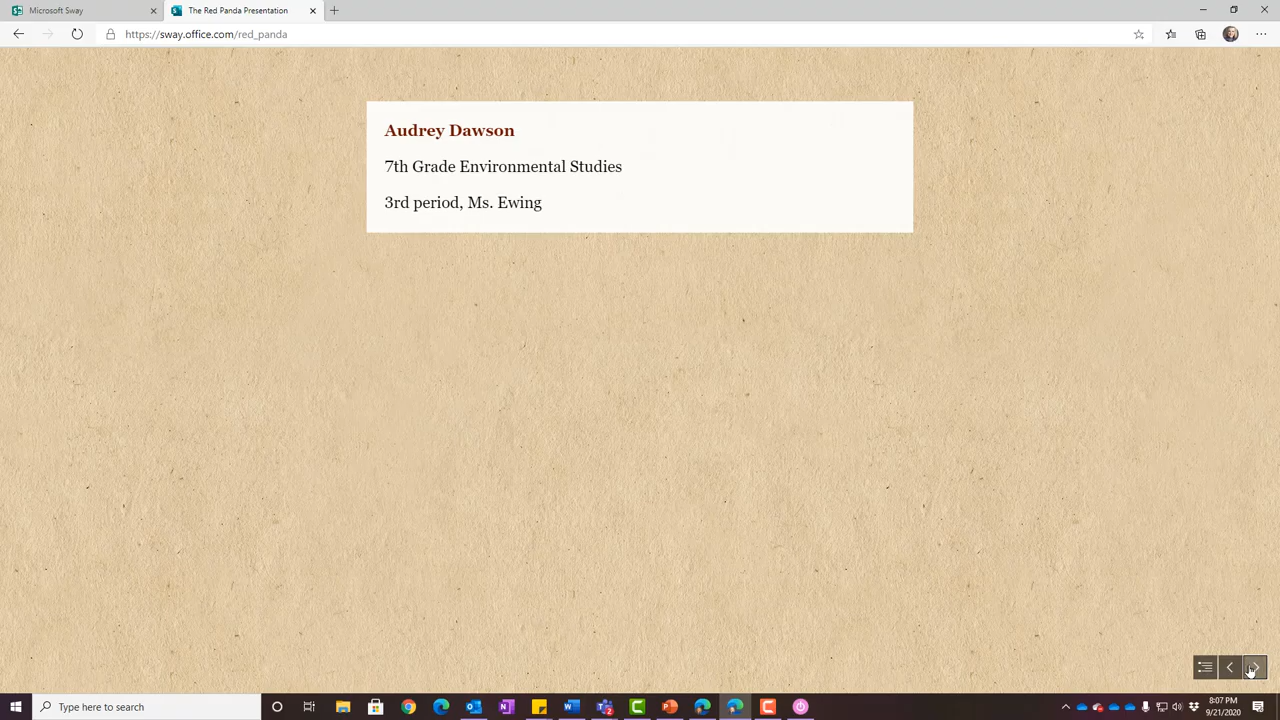 Microsoft Sway
The Red Panda Presentation
https://sway.office.com/red_panda
Audrey Dawson
7th Grade Environmental Studies
3rd period, Ms. Ewing
Type here to search
8:07 PM
9/21/2020